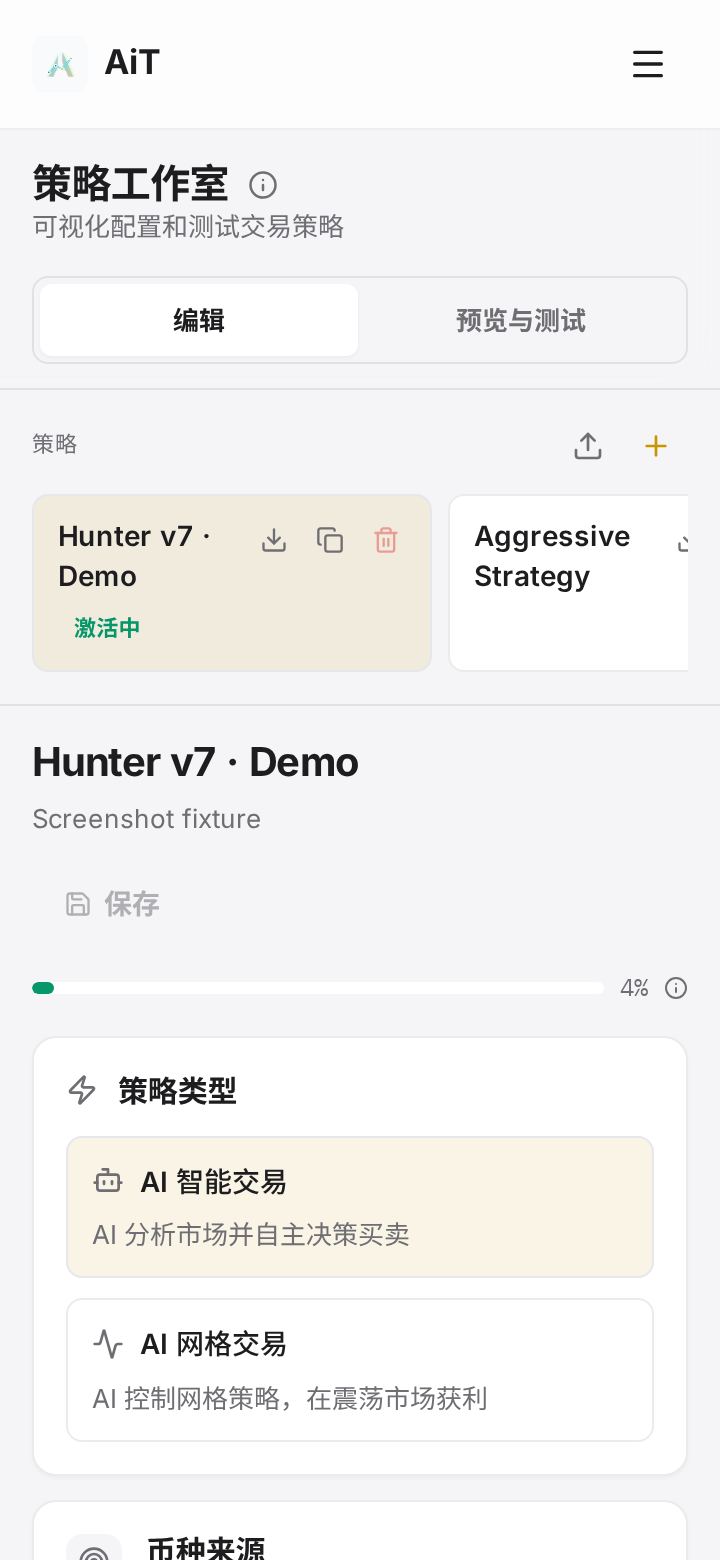 AiT
策略工作室
可视化配置和测试交易策略
编辑
预览与测试
策略
Hunter v7 ·
Demo
激活中
Aggressive
Strategy
Hunter v7 · Demo
Screenshot fixture
保存
4%
策略类型
AI 智能交易
AI 分析市场并自主决策买卖
AI 网格交易
AI 控制网格策略，在震荡市场获利
币种来源